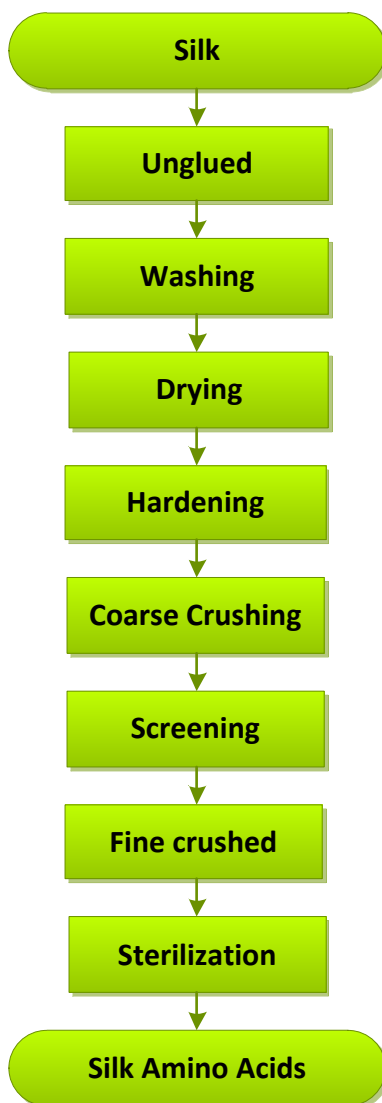 Silk
Unglued
Washing
Drying
Hardening
Coarse Crushing
Screening
Fine crushed
Sterilization
Silk Amino Acids